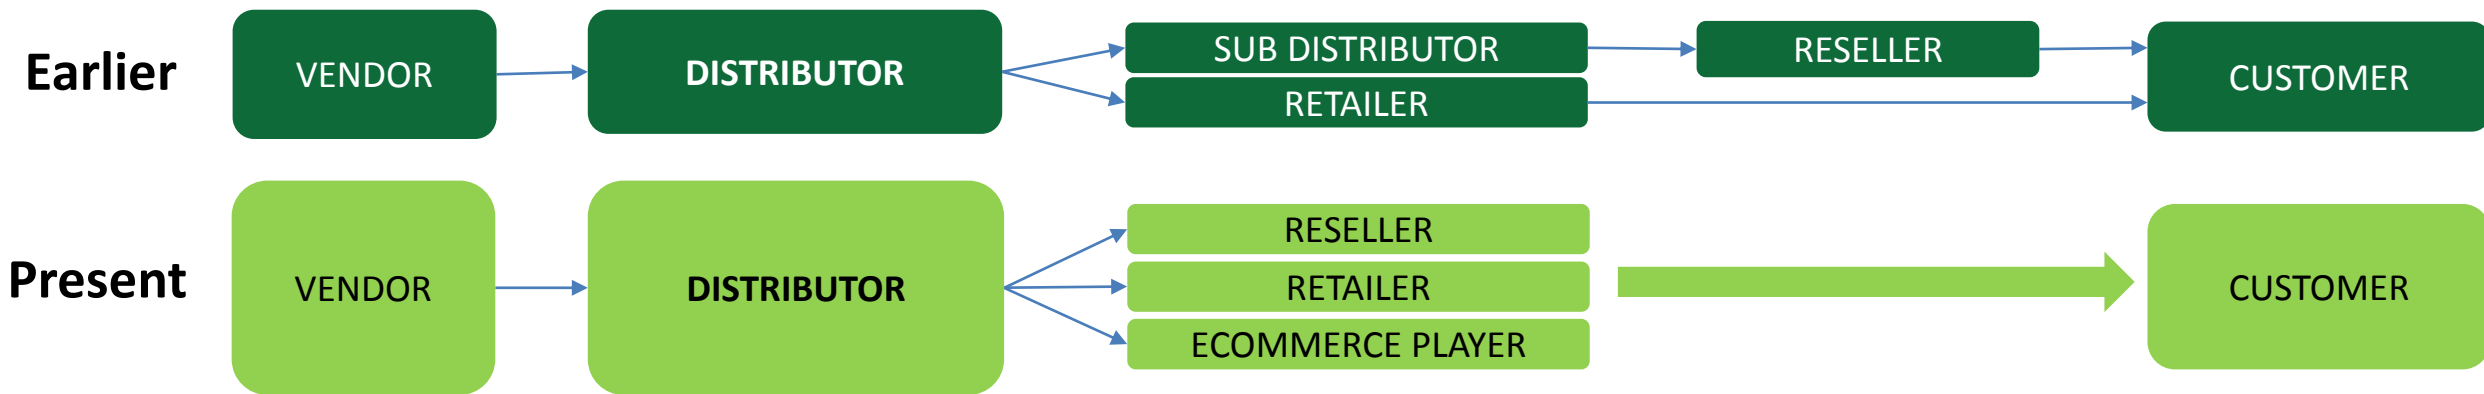 Earlier
VENDOR
DISTRIBUTOR
SUB DISTRIBUTOR
RETAILER
RESELLER
CUSTOMER
Present
VENDOR
DISTRIBUTOR
RESELLER
RETAILER
ECOMMERCE PLAYER
CUSTOMER